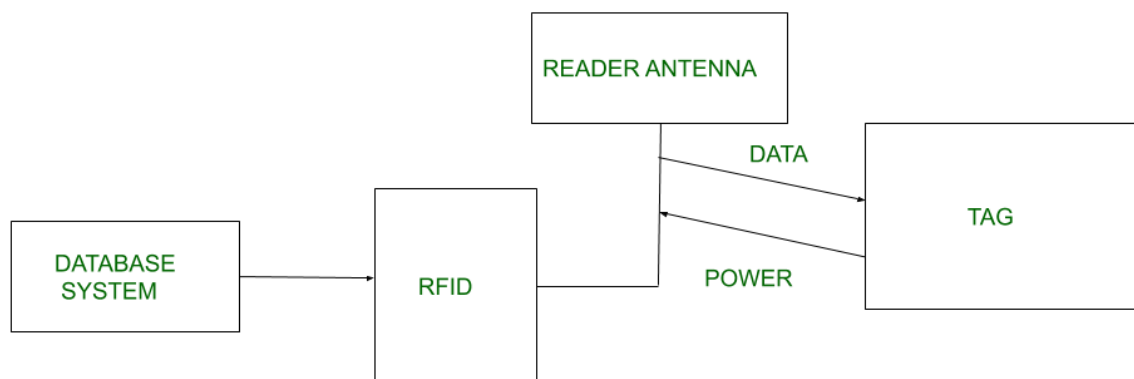 READER ANTENNA
DATA
TAG
DATABASE
SYSTEM
RFID
POWER